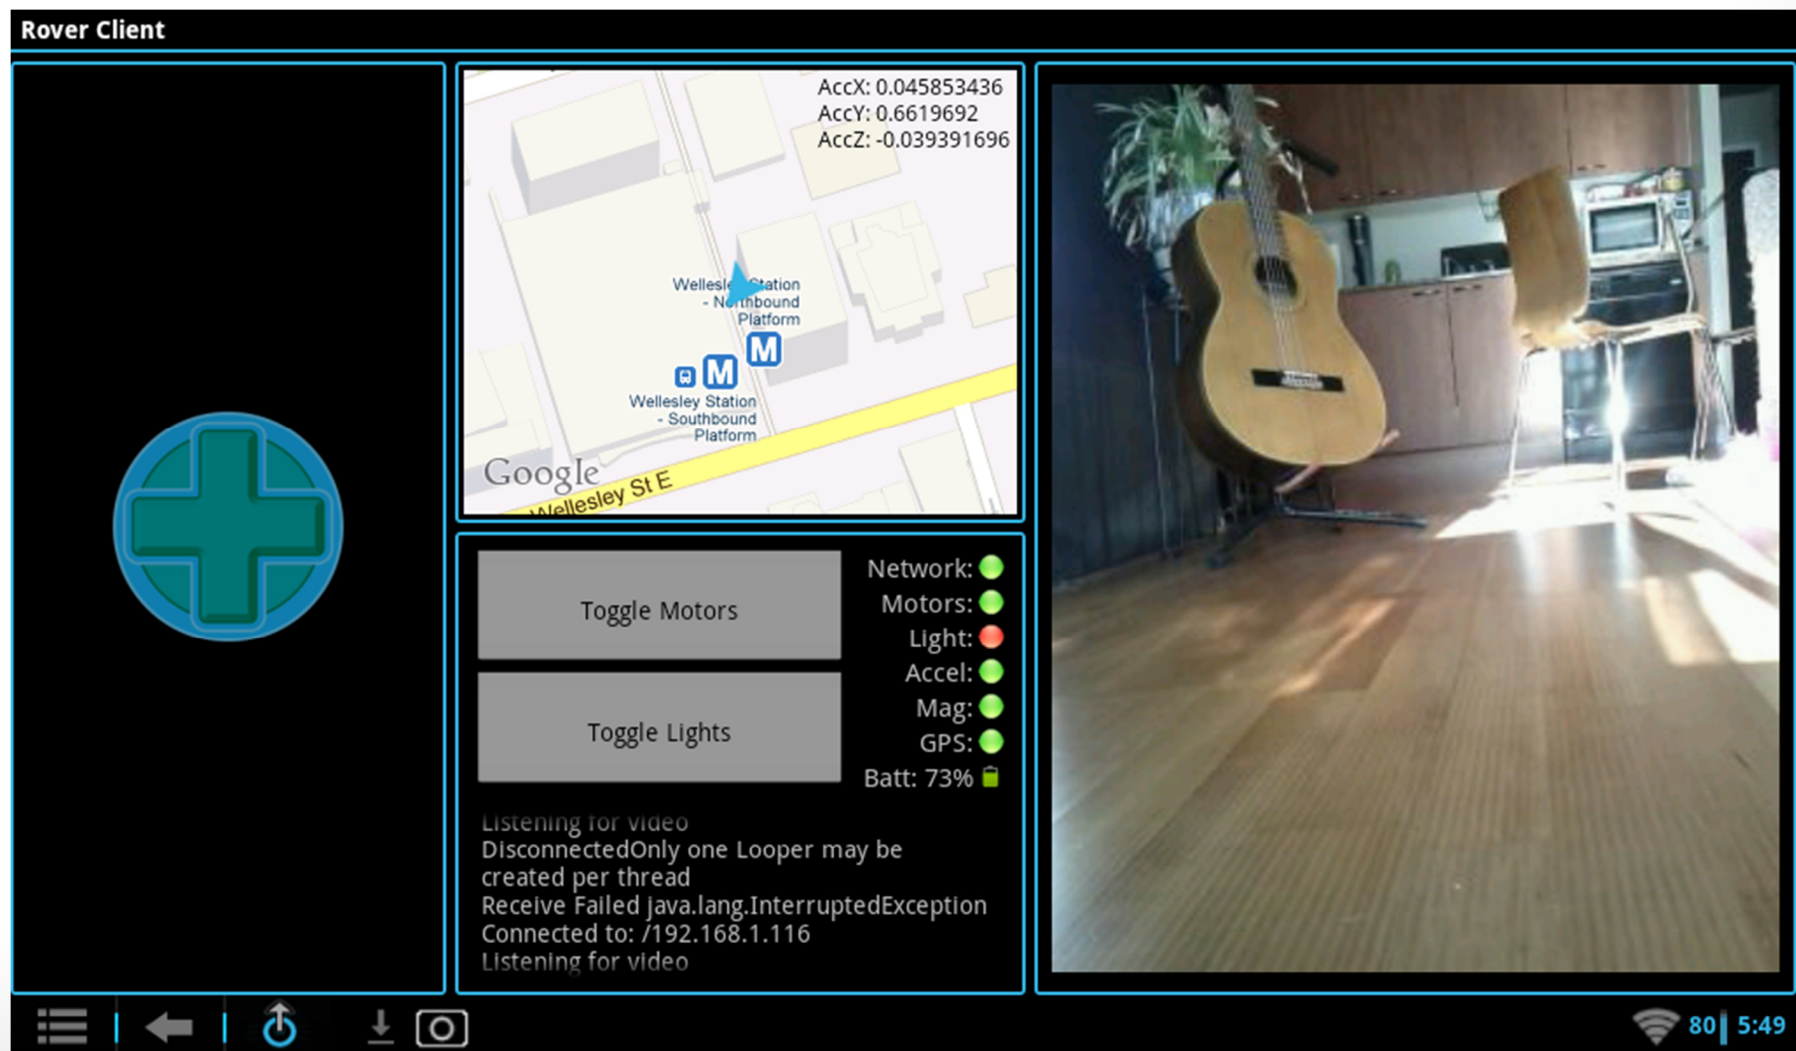 Rover Client
AccX: 0.045853436
AccY: 0.6619692
AccZ: -0.039391696
Wellesley Station
- Northbound
Platform
M
M
Wellesley Station
- Southbound
Platform
Google
Wellesley St E
Toggle Motors
Toggle Lights
Network:
Motors:
Light:
Accel:
Mag:
GPS:
Batt: 73%
Listening for video
DisconnectedOnly one Looper may be
created per thread
Receive Failed java.lang.InterruptedException
Connected to: /192.168.1.116
Listening for video
80 5:49